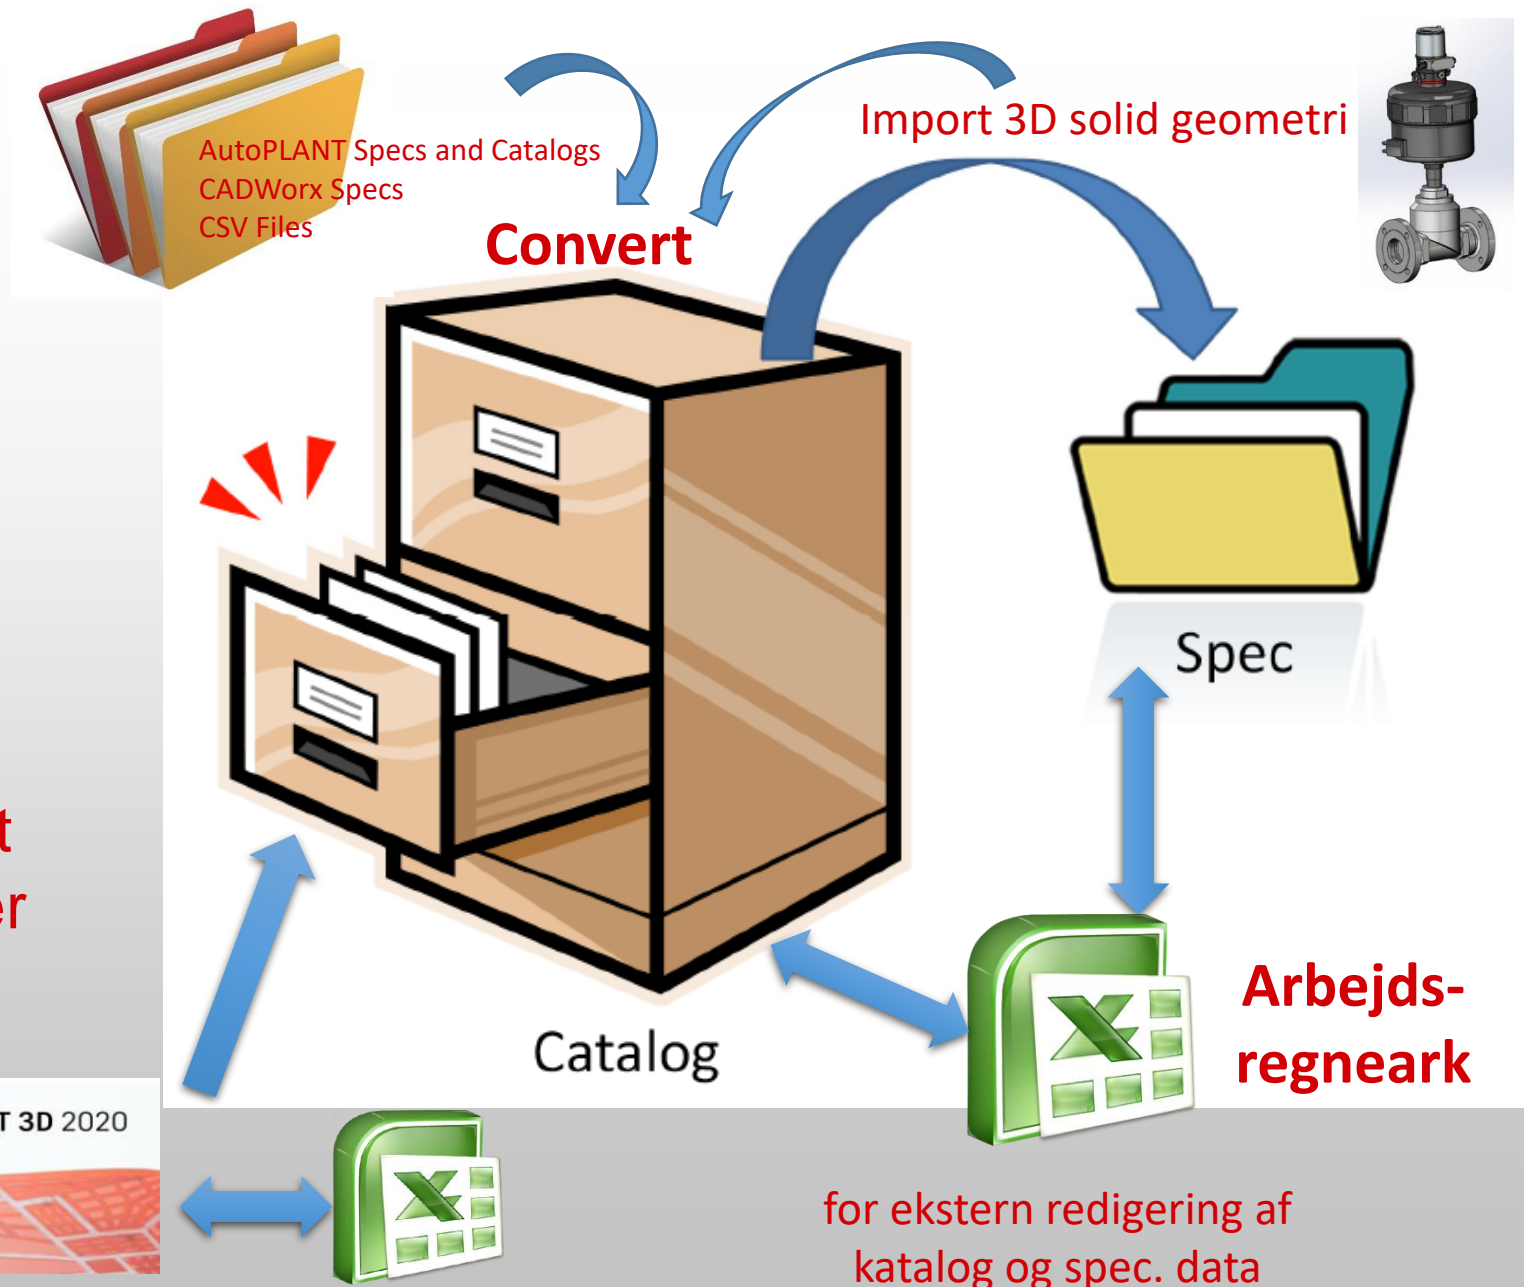 AutoPLANT Specs and Catalogs
CADWorx Specs
CSV Files
Import 3D solid geometri
Convert
Spec
Catalog
Arbejds-
regneark
3D 2020
for ekstern redigering af
katalog og spec. data